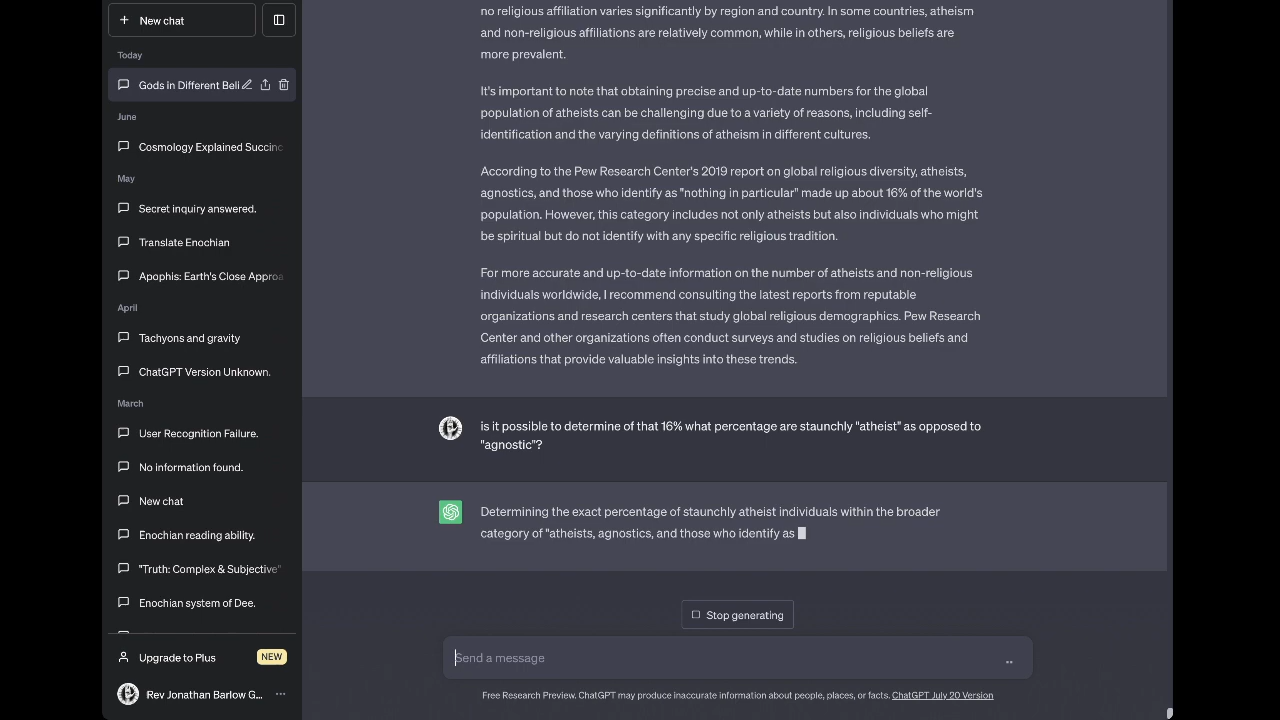 New chat
Today
Gods in Different Beli
June
Cosmology Explained Succinc
May
Secret inquiry answered.
Translate Enochian
Apophis: Earth's Close Approa
April
Tachyons and gravity
ChatGPT Version Unknown.
March
User Recognition Failure.
No information found.
New chat
Enochian reading ability.
"Truth: Complex & Subjective"
Enochian system of Dee.
Upgrade to Plus
NEW
Rev Jonathan Barlow G...
no religious affiliation varies significantly by region and country. In some countries, atheism
and non-religious affiliations are relatively common, while in others, religious beliefs are
more prevalent.
It's important to note that obtaining precise and up-to-date numbers for the global
population of atheists can be challenging due to a variety of reasons, including self-
identification and the varying definitions of atheism in different cultures.
According to the Pew Research Center's 2019 report on global religious diversity, atheists,
agnostics, and those who identify as "nothing in particular" made up about 16% of the world's
population. However, this category includes not only atheists but also individuals who might
be spiritual but do not identify with any specific religious tradition.
For more accurate and up-to-date information on the number of atheists and non-religious
individuals worldwide, I recommend consulting the latest reports from reputable
organizations and research centers that study global religious demographics. Pew Research
Center and other organizations often conduct surveys and studies on religious beliefs and
affiliations that provide valuable insights into these trends.
is it possible to determine of that 16% what percentage are staunchly "atheist" as opposed to
"agnostic"?
Determining the exact percentage of staunchly atheist individuals within the broader
category of "atheists, agnostics, and those who identify as
Stop generating
Send a message
Free Research Preview. ChatGPT may produce inaccurate information about people, places, or facts. ChatGPT July 20 Version